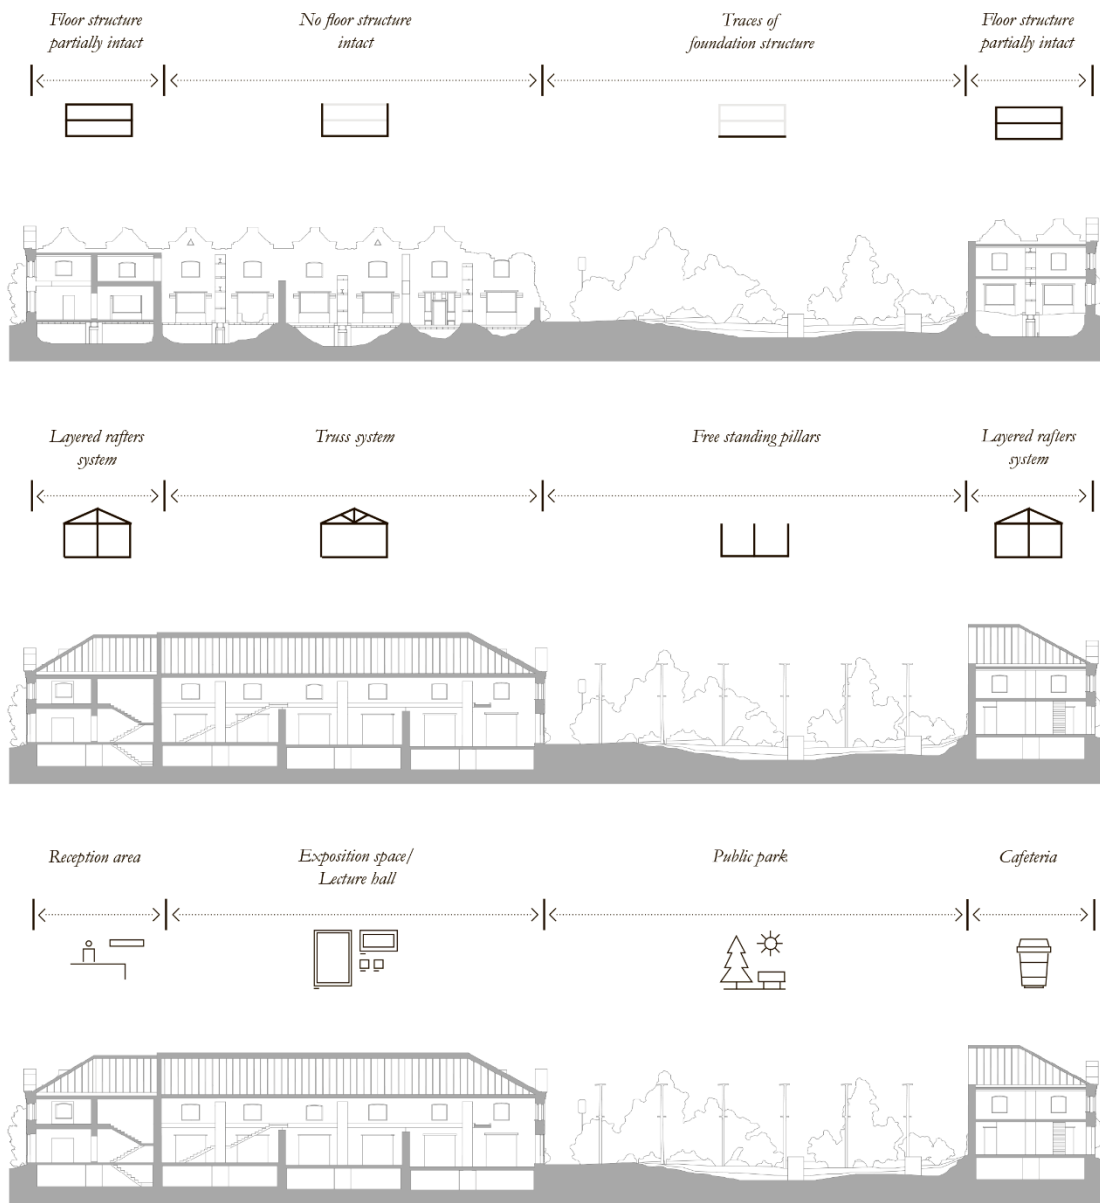 Floor structure
partially intact
No floor structure
intact
Traces of
foundation structure
Floor structure
partially intact
Layered rafters
system
Truss system
Free standing pillars
Layered rafters
system
Reception area
Exposition space/
Lecture hall
Public park
Cafeteria